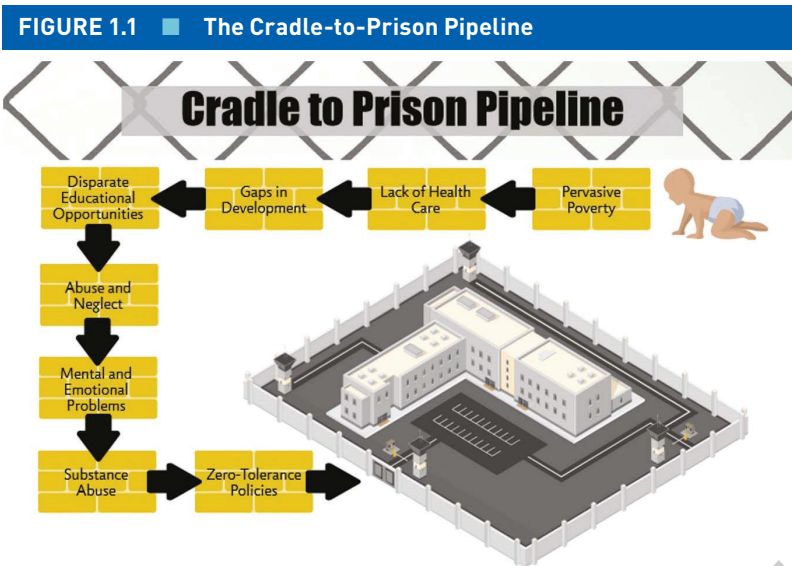 FIGURE 1.1 ■ The Cradle-to-Prison Pipeline
Cradle to Prison Pipeline
Pervasive
Poverty
Lack of Health
Care
Gaps in
Development
Disparate
Educational
Opportunities
Abuse and
Neglect
Mental and
Emotional
Problems
Substance
Abuse
Zero-Tolerance
Policies